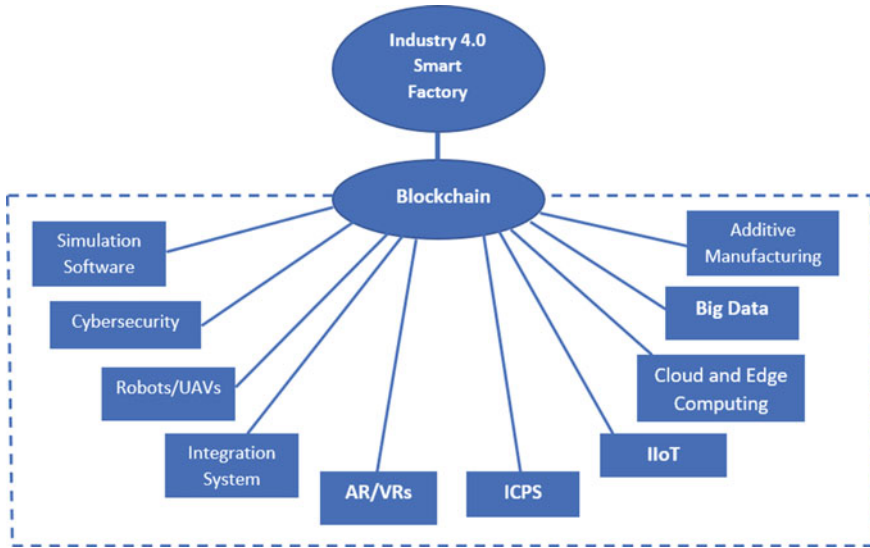 Industry 4.0
Smart
Factory
Blockchain
Simulation
Software
Additive
Manufacturing
Cybersecurity
Big Data
Robots/UAVs
Cloud and Edge
Computing
Integration
System
IIoT
AR/VRs
ICPS